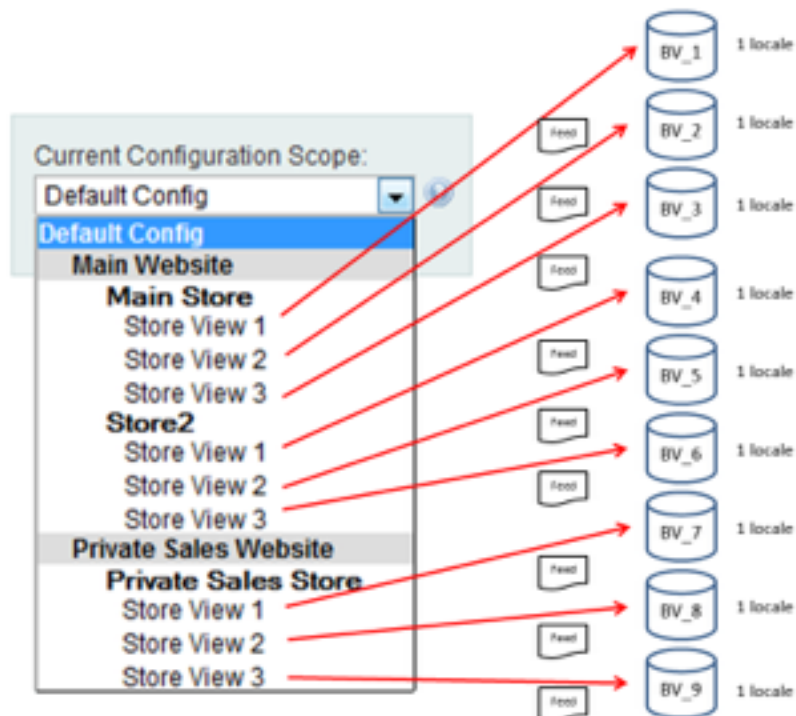 Current Configuration Scope:
Default Config
Default Config
Main Website
Main Store
Store View 1
Store View 2
Store View 3
Store2
Store View 1
Store View 2
Store View 3
Private Sales Website
Private Sales Store
Store View 1
Store View 2
Store View 3
Feed
Feed
Feed
Feed
Feed
Feed
Feed
Feed
Feed
BV_1 1 locale
BV_2 1 locale
BV_3 1 locale
BV_4 1 locale
BV_5 1 locale
BV_6 1 locale
BV_7 1 locale
BV_8 1 locale
BV_9 1 locale